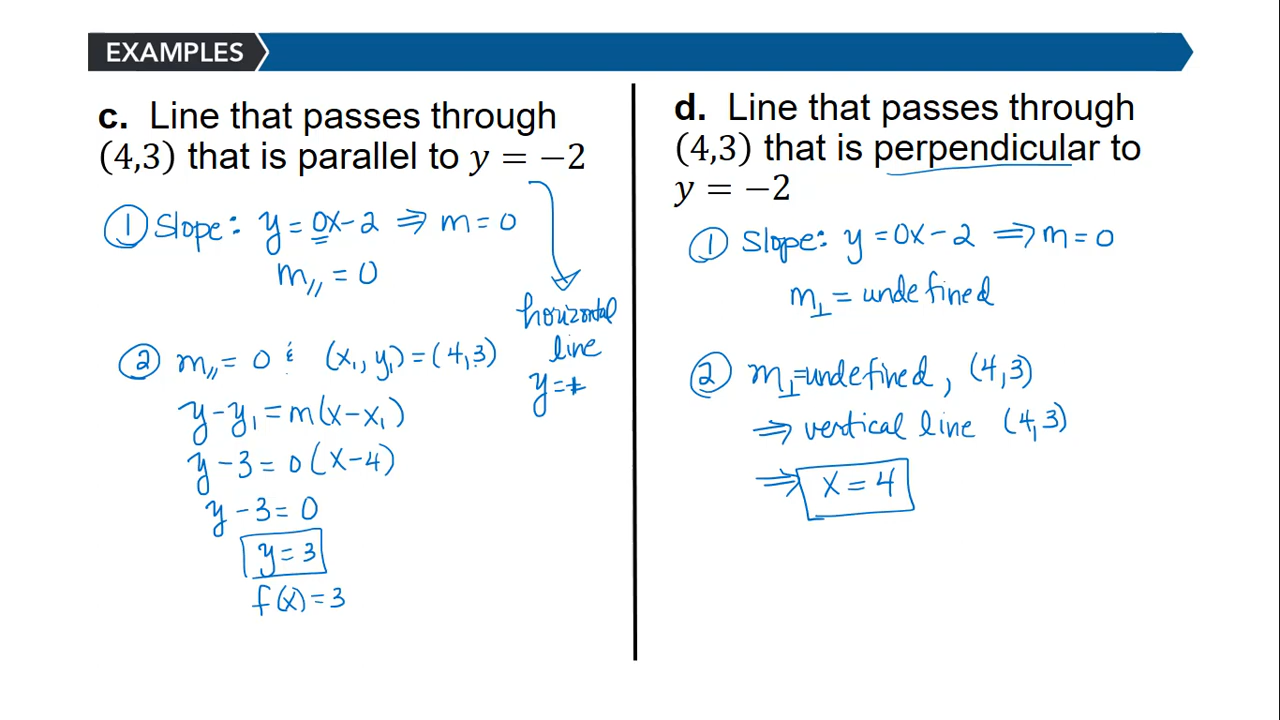 EXAMPLES
c. Line that passes through
(4,3) that is parallel to y = −2
① Slope: y = 0x − 2 ⇒ m = 0
m// = 0
horizontal
line
y = #
② m// = 0 & (x₁, y₁) = (4,3)
y − y₁ = m(x − x₁)
y − 3 = 0(x − 4)
y − 3 = 0
y = 3
f(x) = 3
d. Line that passes through
(4,3) that is perpendicular to
y = −2
① Slope: y = 0x − 2 ⇒ m = 0
m⊥ = undefined
② m⊥ = undefined, (4,3)
⇒ vertical line (4,3)
⇒ x = 4